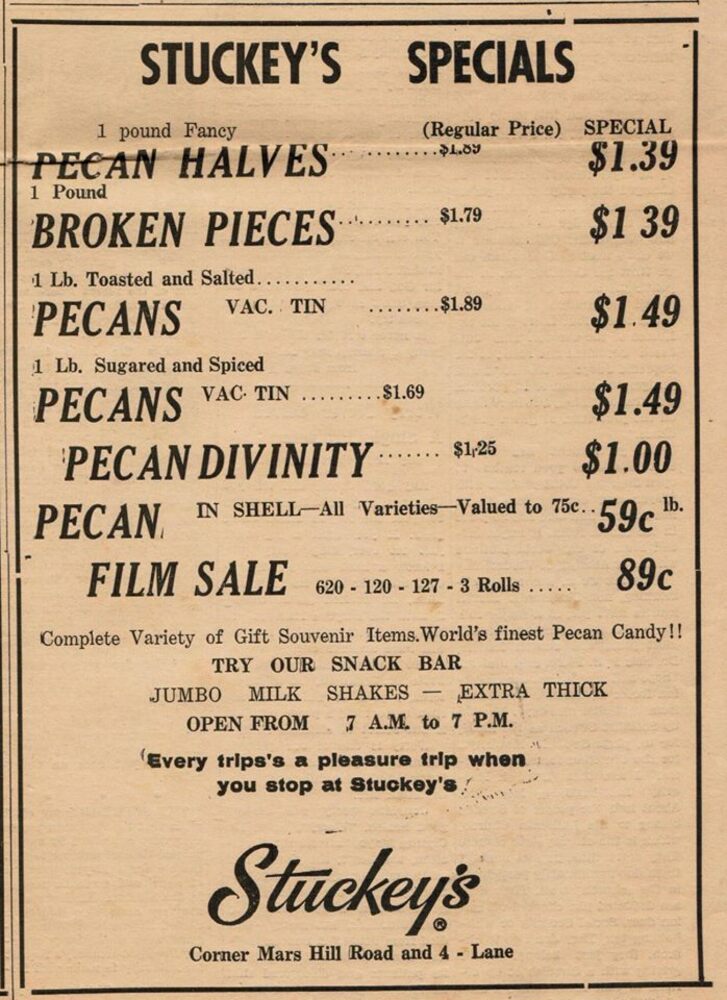 STUCKEY'S SPECIALS
1 pound Fancy (Regular Price) SPECIAL
PECAN HALVES.............$1.89 $1.39
1 Pound
BROKEN PIECES............ $1.79 $1 39
1 Lb. Toasted and Salted...........
PECANS VAC. TIN ........$1.89 $1.49
1 Lb. Sugared and Spiced
PECANS VAC. TIN .........$1.69 $1.49
PECAN DIVINITY....... $1.25 $1.00
PECAN IN SHELL—All Varieties—Valued to 75c..59c lb.
FILM SALE 620 - 120 - 127 - 3 Rolls ..... 89c
Complete Variety of Gift Souvenir Items.World's finest Pecan Candy!!
TRY OUR SNACK BAR
JUMBO MILK SHAKES — EXTRA THICK
OPEN FROM 7 A.M. to 7 P.M.
Every trips's a pleasure trip when
you stop at Stuckey's
Stuckey's ®
Corner Mars Hill Road and 4 - Lane